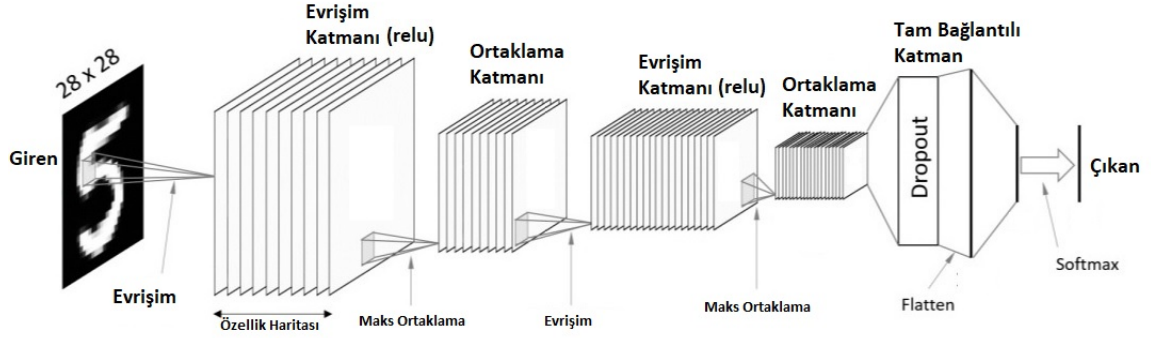 28 x 28
Giren
Evrişim
Evrişim
Katmanı (relu)
Özellik Haritası
Maks Ortaklama
Ortaklama
Katmanı
Evrişim
Evrişim
Katmanı (relu)
Maks Ortaklama
Ortaklama
Katmanı
Tam Bağlantılı
Katman
Dropout
Flatten
Softmax
Çıkan